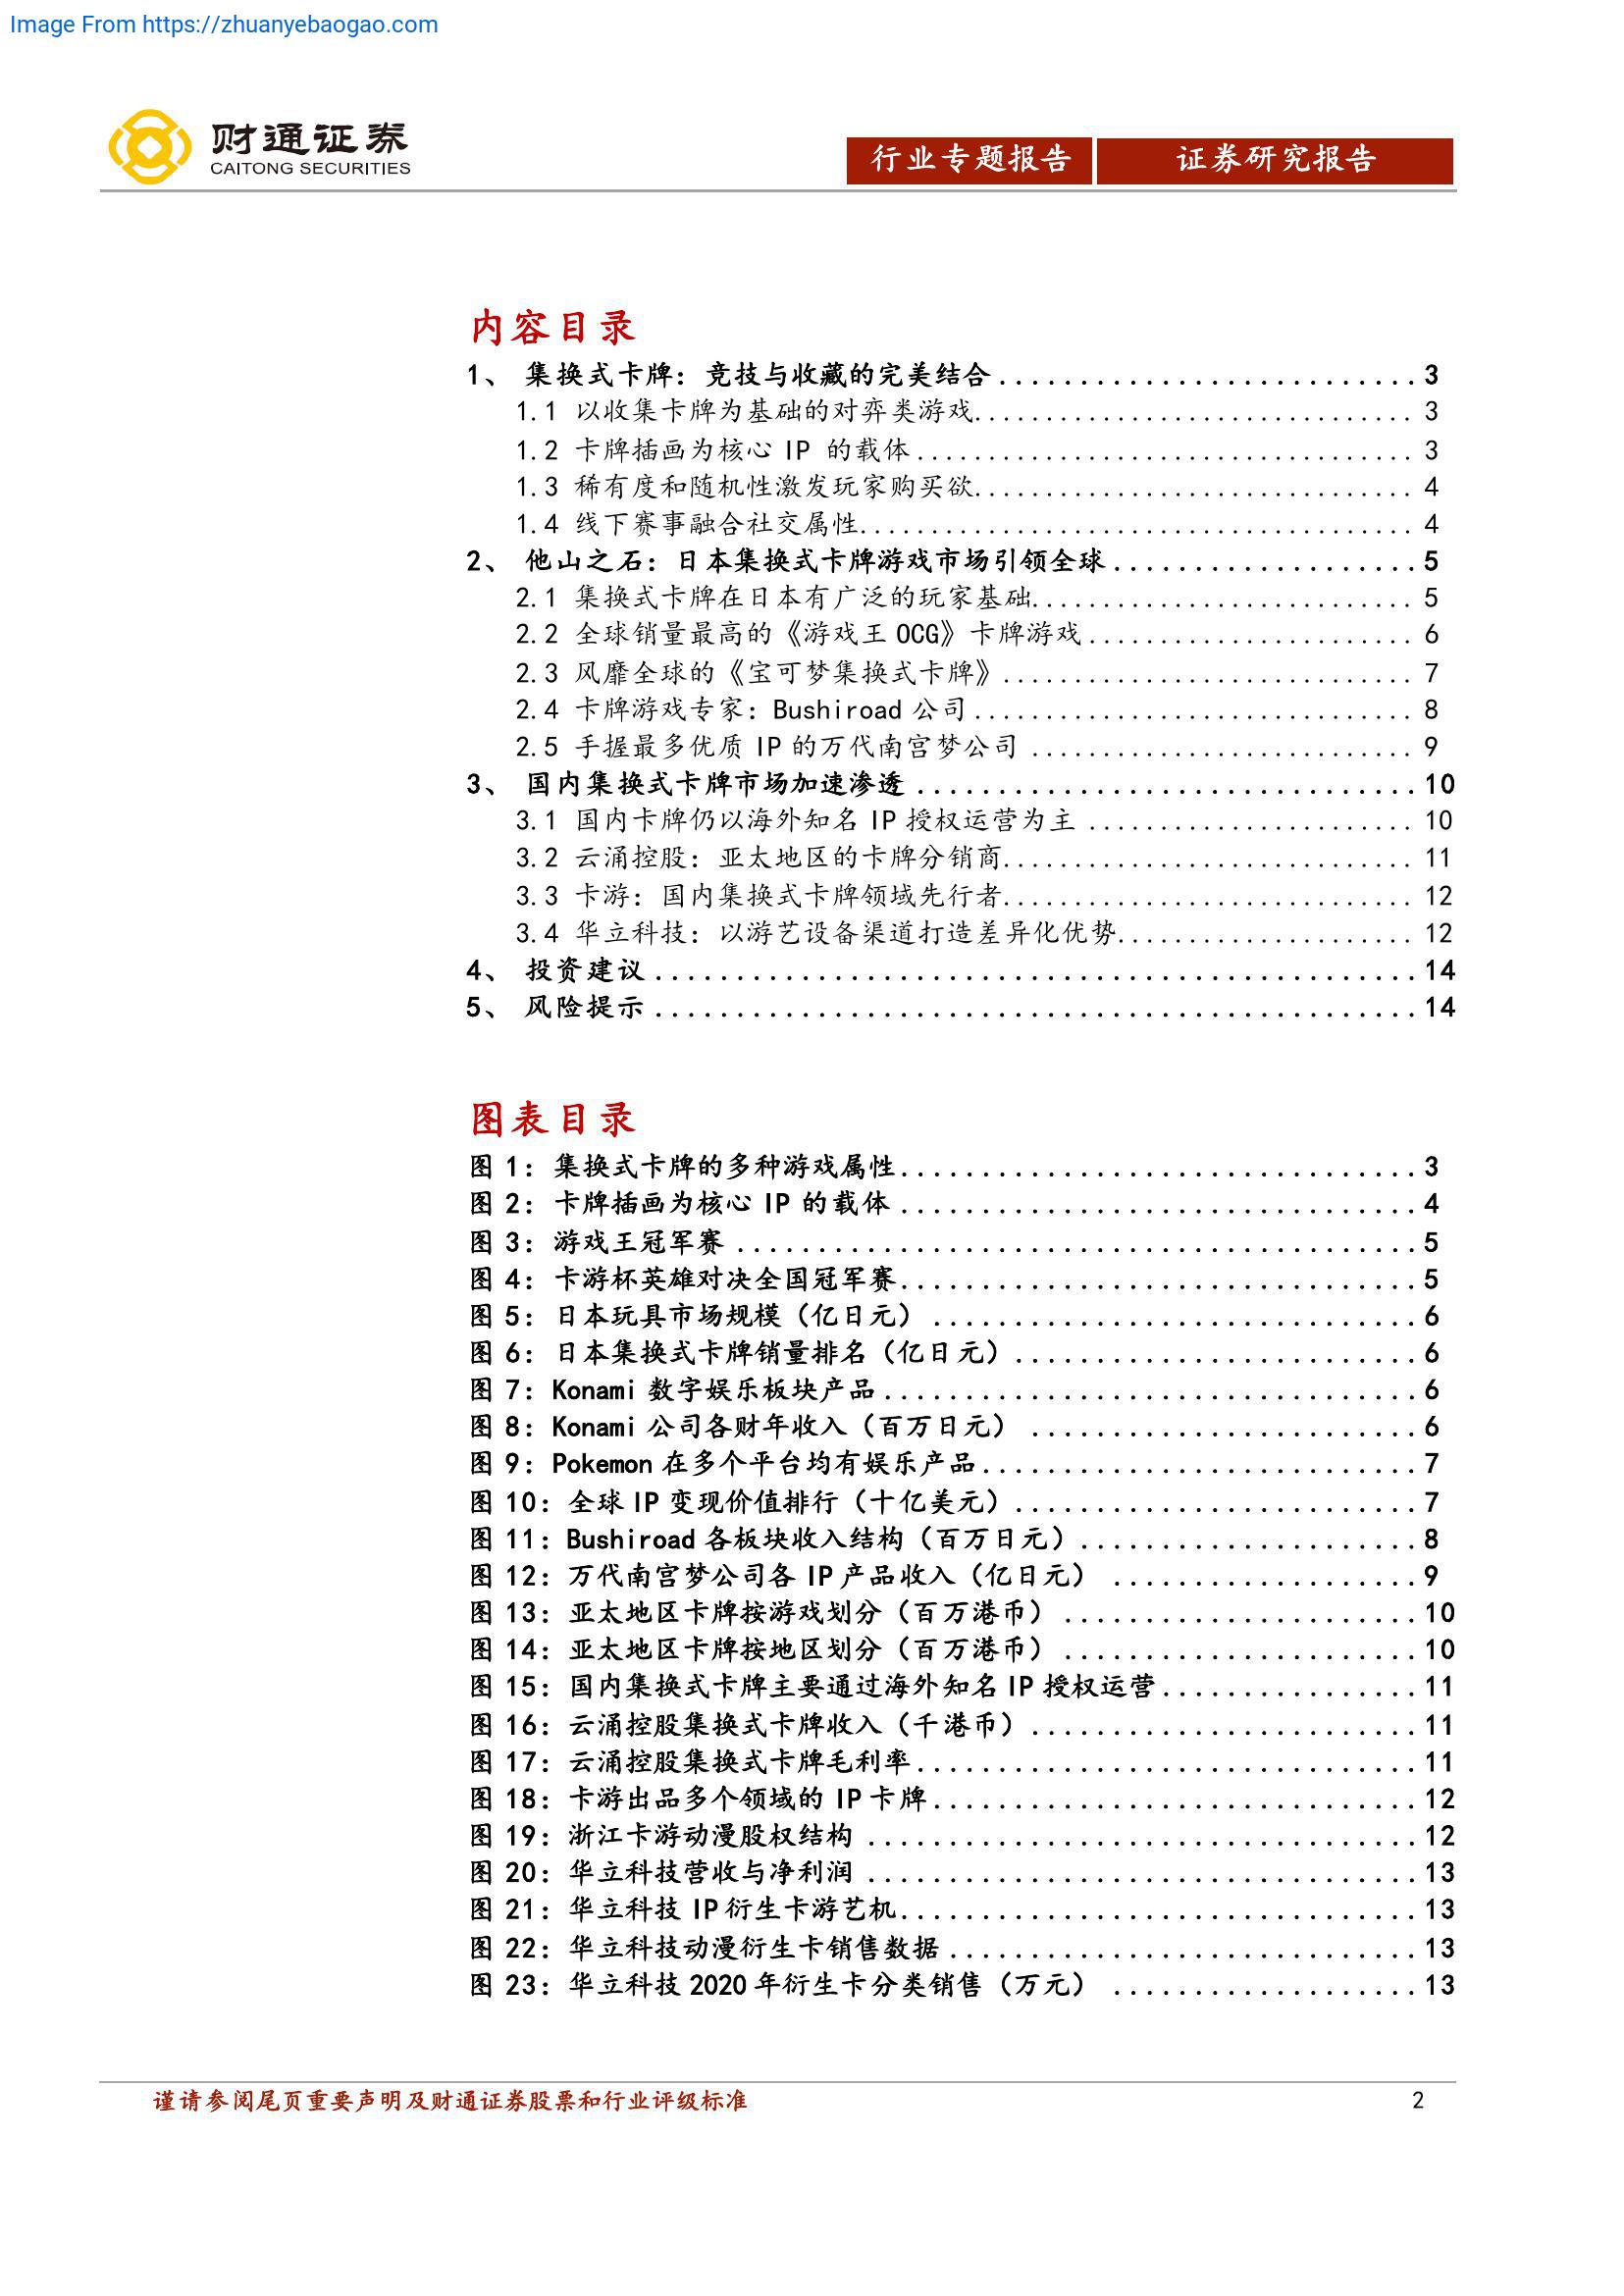 Image From https://zhuanyebaogao.com
财通证券
CAITONG SECURITIES
行业专题报告 证券研究报告
内容目录
1、 集换式卡牌：竞技与收藏的完美结合..........................3
1.1 以收集卡牌为基础的对弈类游戏............................... 3
1.2 卡牌插画为核心 IP 的载体................................... 3
1.3 稀有度和随机性激发玩家购买欲............................... 4
1.4 线下赛事融合社交属性....................................... 4
2、 他山之石：日本集换式卡牌游戏市场引领全球...................5
2.1 集换式卡牌在日本有广泛的玩家基础........................... 5
2.2 全球销量最高的《游戏王 OCG》卡牌游戏....................... 6
2.3 风靡全球的《宝可梦集换式卡牌》............................. 7
2.4 卡牌游戏专家：Bushiroad 公司............................... 8
2.5 手握最多优质 IP 的万代南宫梦公司 ........................... 9
3、 国内集换式卡牌市场加速渗透 ...............................10
3.1 国内卡牌仍以海外知名 IP 授权运营为主 ....................... 10
3.2 云涌控股：亚太地区的卡牌分销商............................. 11
3.3 卡游：国内集换式卡牌领域先行者............................. 12
3.4 华立科技：以游艺设备渠道打造差异化优势..................... 12
4、 投资建议................................................14
5、 风险提示................................................14
图表目录
图 1：集换式卡牌的多种游戏属性................................3
图 2：卡牌插画为核心 IP 的载体................................4
图 3：游戏王冠军赛..........................................5
图 4：卡游杯英雄对决全国冠军赛................................5
图 5：日本玩具市场规模（亿日元）..............................6
图 6：日本集换式卡牌销量排名（亿日元）.........................6
图 7：Konami 数字娱乐板块产品.................................6
图 8：Konami 公司各财年收入（百万日元） ........................6
图 9：Pokemon 在多个平台均有娱乐产品...........................7
图 10：全球 IP 变现价值排行（十亿美元）.........................7
图 11：Bushiroad 各板块收入结构（百万日元）.....................8
图 12：万代南宫梦公司各 IP 产品收入（亿日元） ...................9
图 13：亚太地区卡牌按游戏划分（百万港币） ......................10
图 14：亚太地区卡牌按地区划分（百万港币） ......................10
图 15：国内集换式卡牌主要通过海外知名 IP 授权运营................11
图 16：云涌控股集换式卡牌收入（千港币）........................11
图 17：云涌控股集换式卡牌毛利率...............................11
图 18：卡游出品多个领域的 IP 卡牌..............................12
图 19：浙江卡游动漫股权结构 ..................................12
图 20：华立科技营收与净利润 ..................................13
图 21：华立科技 IP 衍生卡游艺机................................13
图 22：华立科技动漫衍生卡销售数据.............................13
图 23：华立科技 2020 年衍生卡分类销售（万元） ...................13
谨请参阅尾页重要声明及财通证券股票和行业评级标准 2